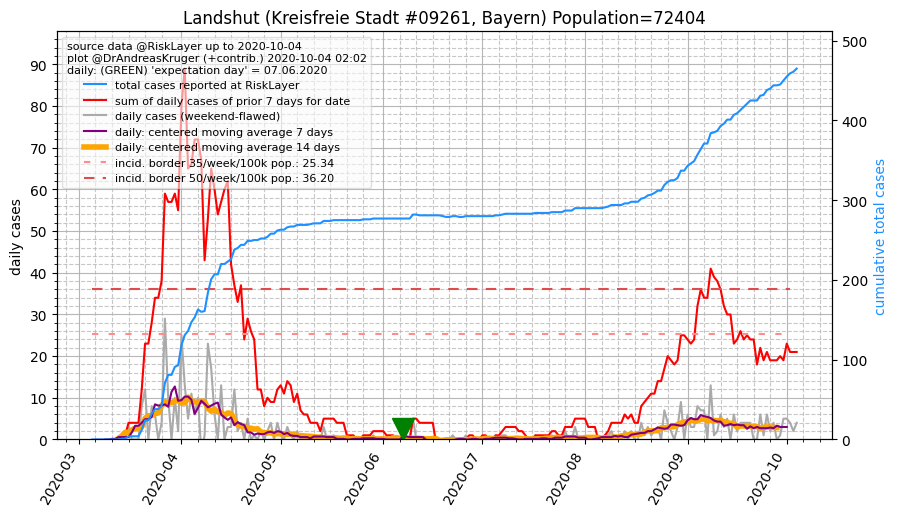 Landshut (Kreisfreie Stadt #09261, Bayern) Population=72404
source data @RiskLayer up to 2020-10-04
plot @DrAndreasKruger (+contrib.) 2020-10-04 02:02
daily: (GREEN) 'expectation day' = 07.06.2020
total cases reported at RiskLayer
sum of daily cases of prior 7 days for date
daily cases (weekend-flawed)
daily: centered moving average 7 days
daily: centered moving average 14 days
incid. border 35/week/100k pop.: 25.34
incid. border 50/week/100k pop.: 36.20
daily cases
90
80
70
60
50
40
30
20
10
0
cumulative total cases
500
400
300
200
100
0
2020-03
2020-04
2020-05
2020-06
2020-07
2020-08
2020-09
2020-10